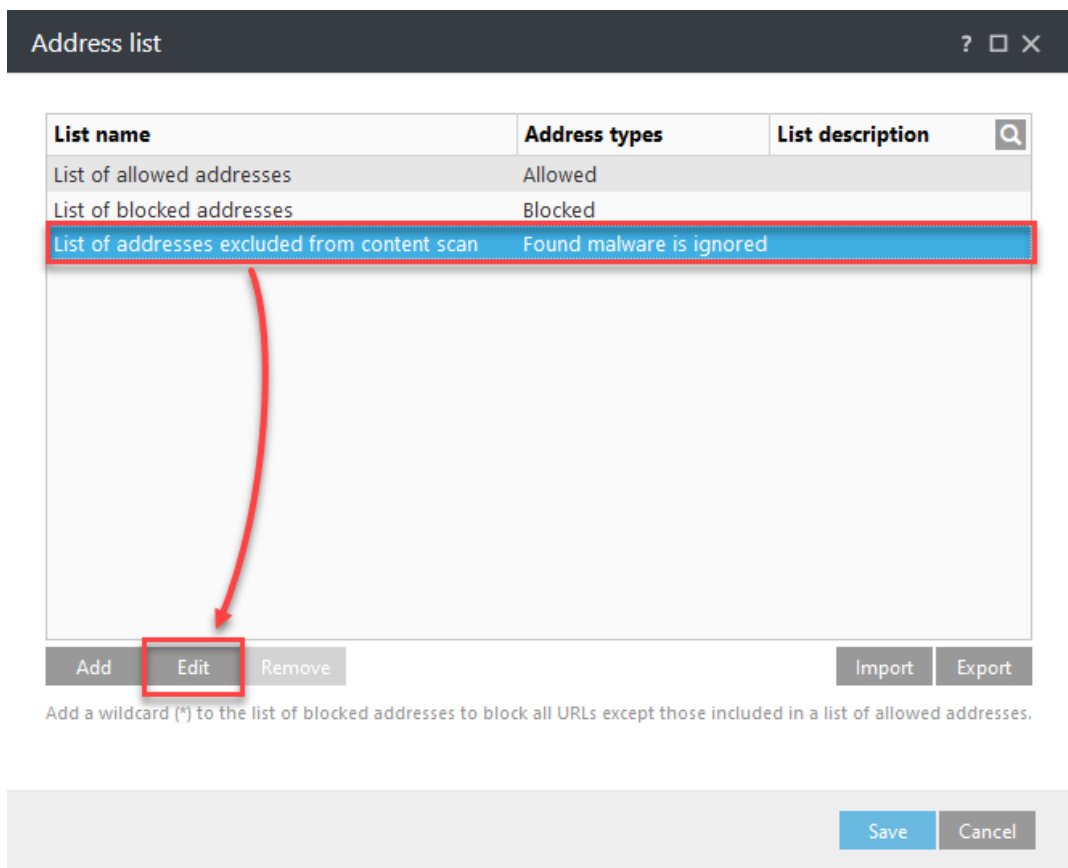 Address list ?
List name Address types List description
List of allowed addresses Allowed
List of blocked addresses Blocked
List of addresses excluded from content scan Found malware is ignored
Add Edit Remove Import Export
Add a wildcard (*) to the list of blocked addresses to block all URLs except those included in a list of allowed addresses.
Save Cancel